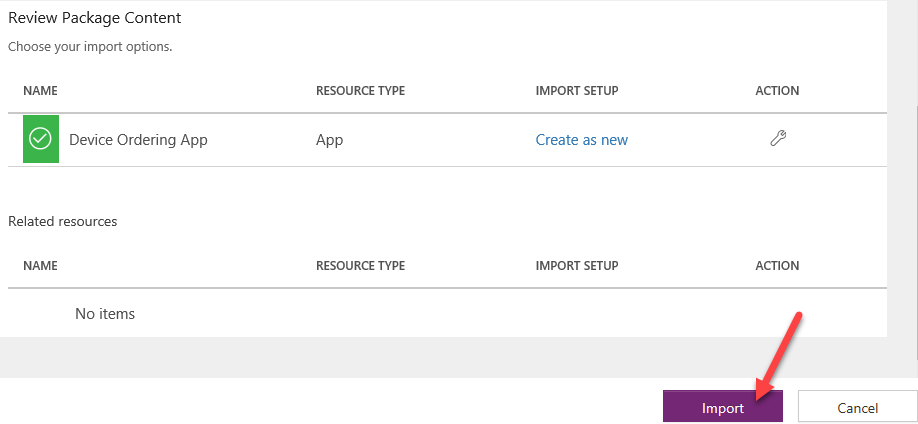 Review Package Content
Choose your import options.
NAME RESOURCE TYPE IMPORT SETUP ACTION
Device Ordering App App Create as new
Related resources
NAME RESOURCE TYPE IMPORT SETUP ACTION
No items
Import Cancel